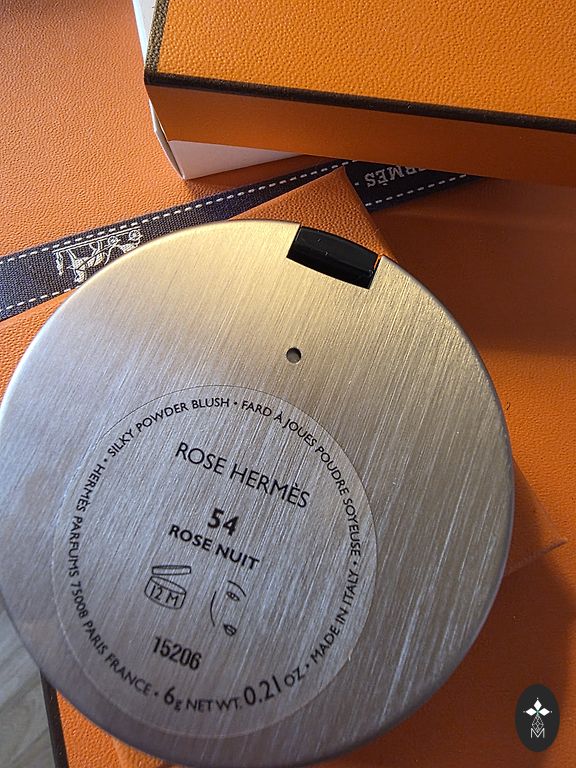 HERMÈS
SILKY POWDER BLUSH • FARD À JOUES POUDRE SOYEUSE • MADE IN ITALY • 6g NET WT. 0.21 OZ. • HERMÈS PARFUMS 75008 PARIS FRANCE •
ROSE HERMÈS
54
ROSE NUIT
12 M
15206